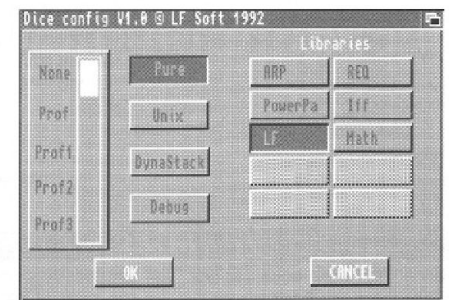 Dice config V1.0 © LF Soft 1992
Libraries
None
Prof
Prof1
Prof2
Prof3
Pure
Unix
DynaStack
Debug
ARP REQ
PowerPa Iff
LF Math
OK CANCEL